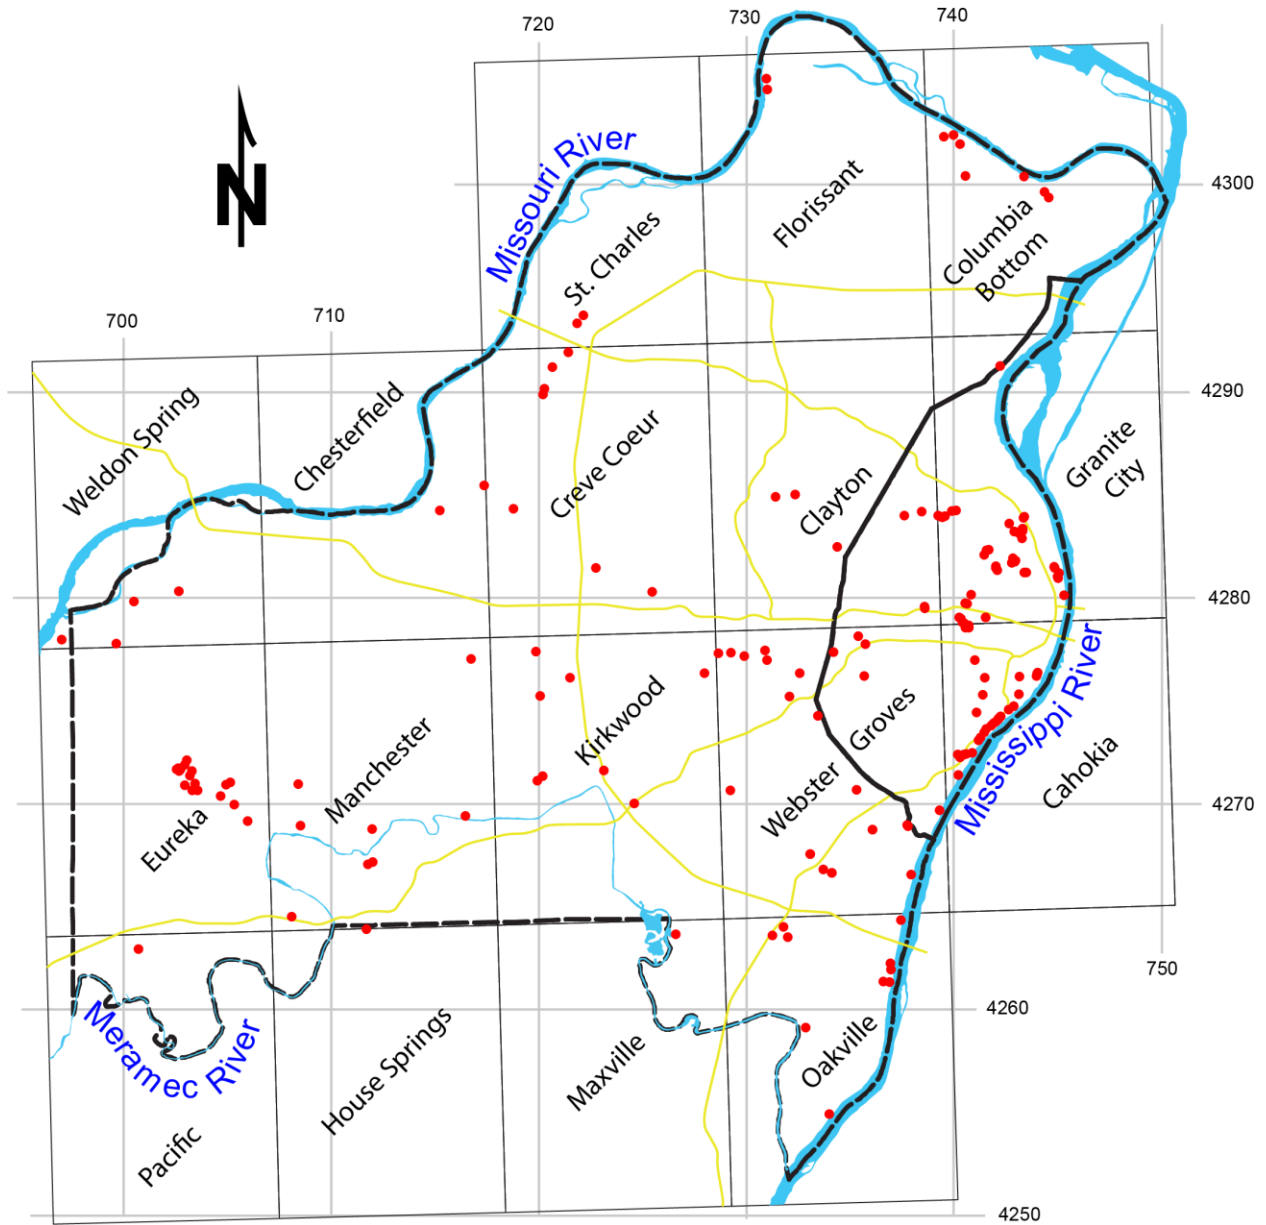 720
730
740
N
Missouri River
Florissant
4300
St. Charles
Columbia
Bottom
700
710
4290
Weldon Spring
Chesterfield
Creve Coeur
Clayton
Granite
City
4280
Manchester
Kirkwood
Groves
Webster
Mississippi River
Cahokia
Eureka
4270
750
Meramec River
House Springs
Maxville
Oakville
4260
Pacific
4250